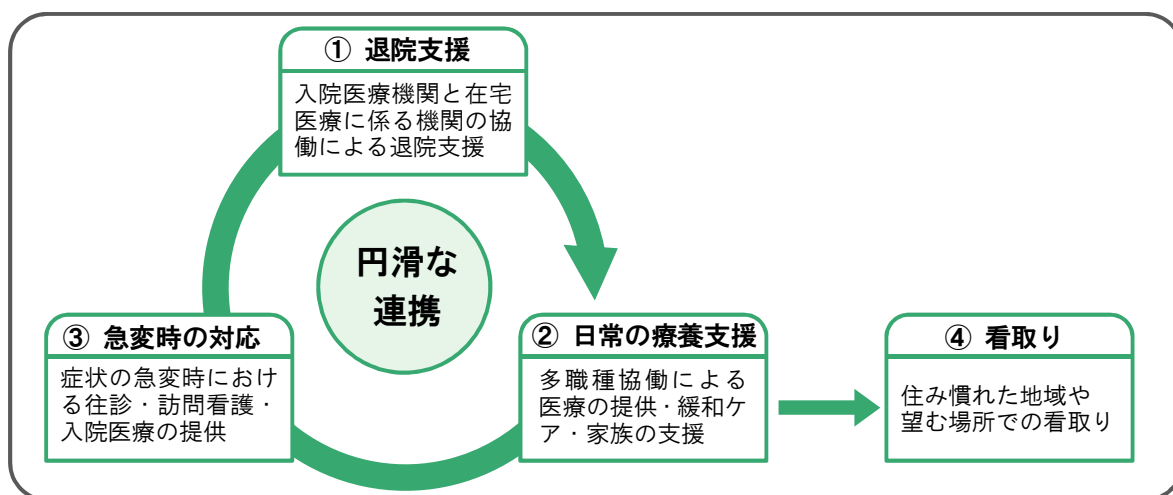 ① 退院支援
入院医療機関と在宅
医療に係る機関の協
働による退院支援
円滑な
連携
③ 急変時の対応
症状の急変時におけ
る往診・訪問看護・
入院医療の提供
② 日常の療養支援
多職種協働による
医療の提供・緩和ケ
ア・家族の支援
④ 看取り
住み慣れた地域や
望む場所での看取り